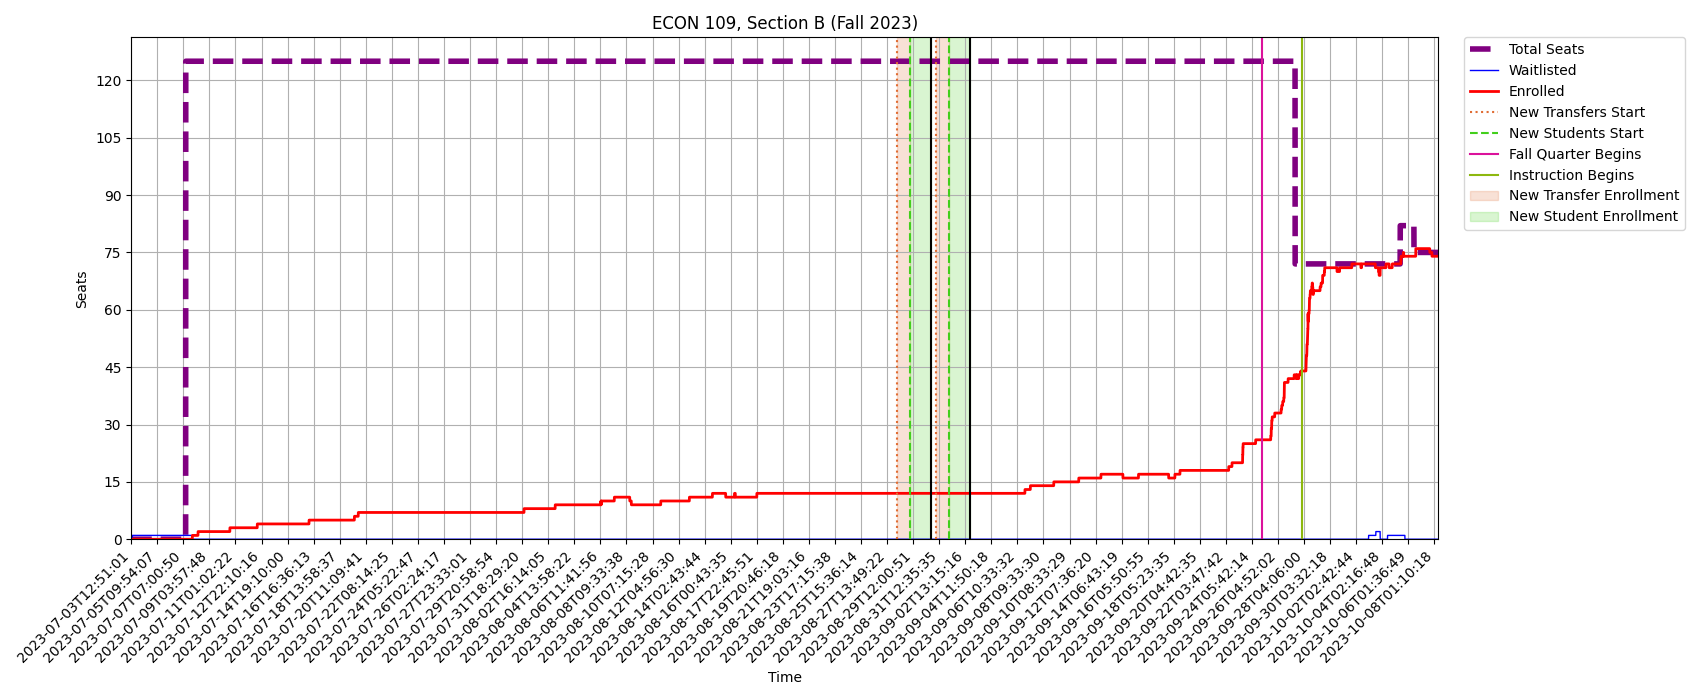 ECON 109, Section B (Fall 2023)
Seats
120
105
90
75
60
45
30
15
0
2023-07-03T12:51:01
2023-07-05T09:54:07
2023-07-07T07:00:50
2023-07-09T03:57:48
2023-07-11T01:02:22
2023-07-12T22:10:16
2023-07-14T19:10:00
2023-07-16T16:36:13
2023-07-18T13:58:37
2023-07-20T11:09:41
2023-07-22T08:14:25
2023-07-24T05:22:47
2023-07-26T02:24:17
2023-07-27T23:33:01
2023-07-29T20:58:54
2023-07-31T18:29:20
2023-08-02T16:14:05
2023-08-04T13:58:22
2023-08-06T11:41:56
2023-08-08T09:33:38
2023-08-10T07:15:28
2023-08-12T04:56:30
2023-08-14T02:43:44
2023-08-16T00:43:35
2023-08-17T22:45:51
2023-08-19T20:46:18
2023-08-21T19:03:16
2023-08-23T17:15:38
2023-08-25T15:36:14
2023-08-27T13:49:22
2023-08-29T12:00:51
2023-08-31T12:35:35
2023-09-02T13:15:16
2023-09-04T11:50:18
2023-09-06T10:33:32
2023-09-08T09:33:30
2023-09-10T08:33:29
2023-09-12T07:36:20
2023-09-14T06:43:19
2023-09-16T05:50:55
2023-09-18T05:23:35
2023-09-20T04:42:35
2023-09-22T03:47:42
2023-09-24T05:42:14
2023-09-26T04:52:02
2023-09-28T04:06:00
2023-09-30T03:32:18
2023-10-02T02:42:44
2023-10-04T02:16:48
2023-10-06T01:36:49
2023-10-08T01:10:18
Time
Total Seats
Waitlisted
Enrolled
New Transfers Start
New Students Start
Fall Quarter Begins
Instruction Begins
New Transfer Enrollment
New Student Enrollment